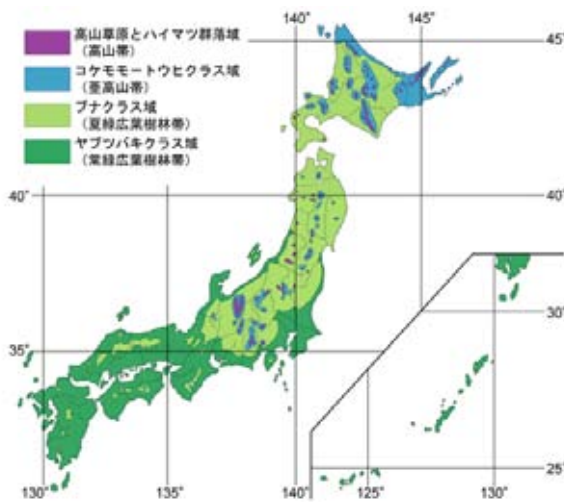 高山草原とハイマツ群落域
（高山帯）
コケモモートウヒクラス域
（亜高山帯）
ブナクラス域
（夏緑広葉樹林帯）
ヤブツバキクラス域
（常緑広葉樹林帯）
140°
145°
45°
40°
40°
35°
30°
25°
130°
135°
140°
125°
130°